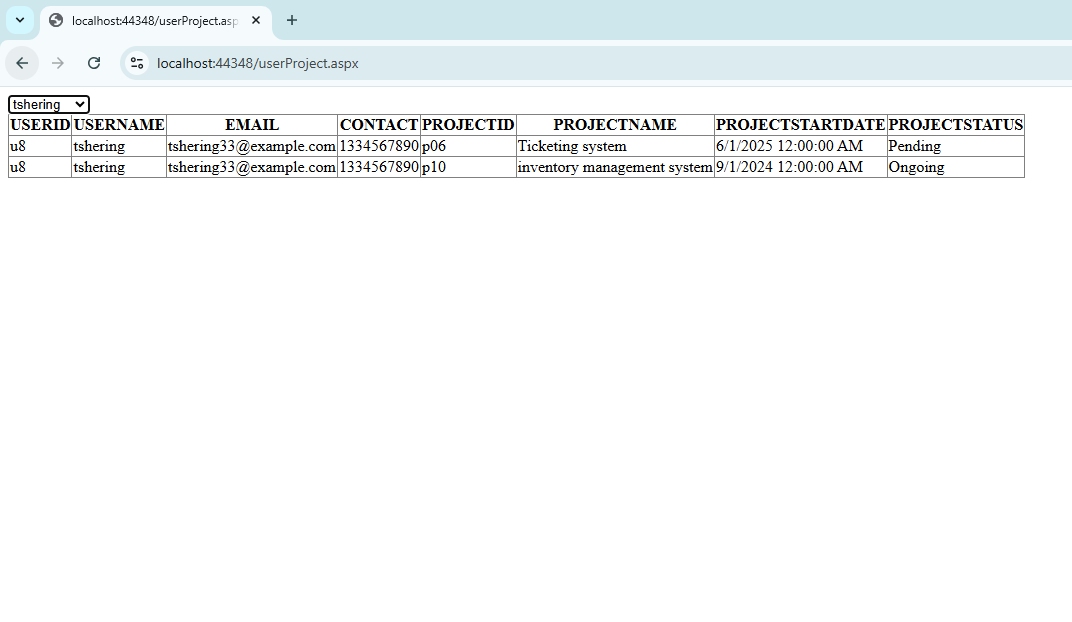 localhost:44348/userProject.asp
localhost:44348/userProject.aspx
tshering
USERID USERNAME EMAIL CONTACT PROJECTID PROJECTNAME PROJECTSTARTDATE PROJECTSTATUS
u8 tshering tshering33@example.com 1334567890 p06 Ticketing system 6/1/2025 12:00:00 AM Pending
u8 tshering tshering33@example.com 1334567890 p10 inventory management system 9/1/2024 12:00:00 AM Ongoing